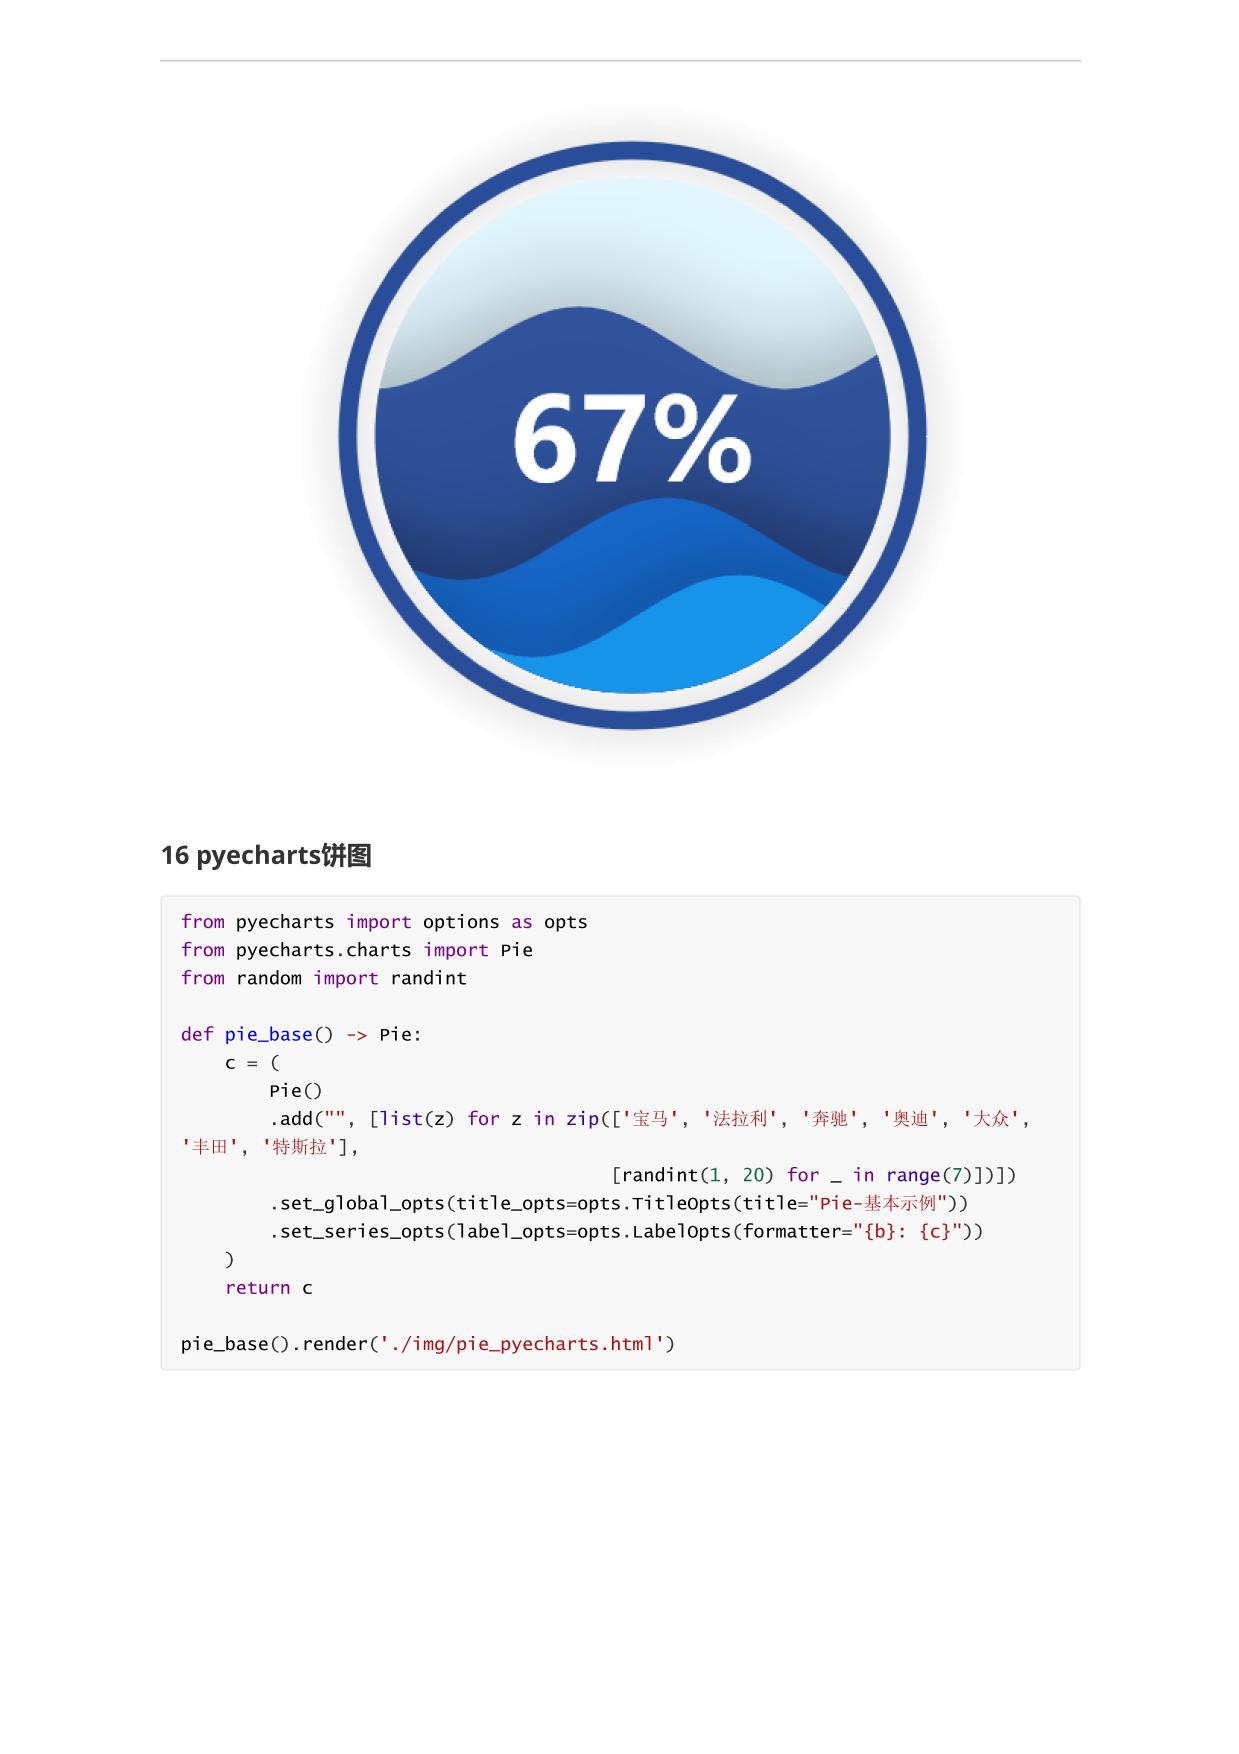 67%
16 pyecharts饼图
from pyecharts import options as opts
from pyecharts.charts import Pie
from random import randint
def pie_base() -> Pie:
    c = (
        Pie()
        .add("", [list(z) for z in zip(['宝马', '法拉利', '奔驰', '奥迪', '大众',
'丰田', '特斯拉'],
                                       [randint(1, 20) for _ in range(7)])])
        .set_global_opts(title_opts=opts.TitleOpts(title="Pie-基本示例"))
        .set_series_opts(label_opts=opts.LabelOpts(formatter="{b}: {c}"))
    )
    return c
pie_base().render('./img/pie_pyecharts.html')